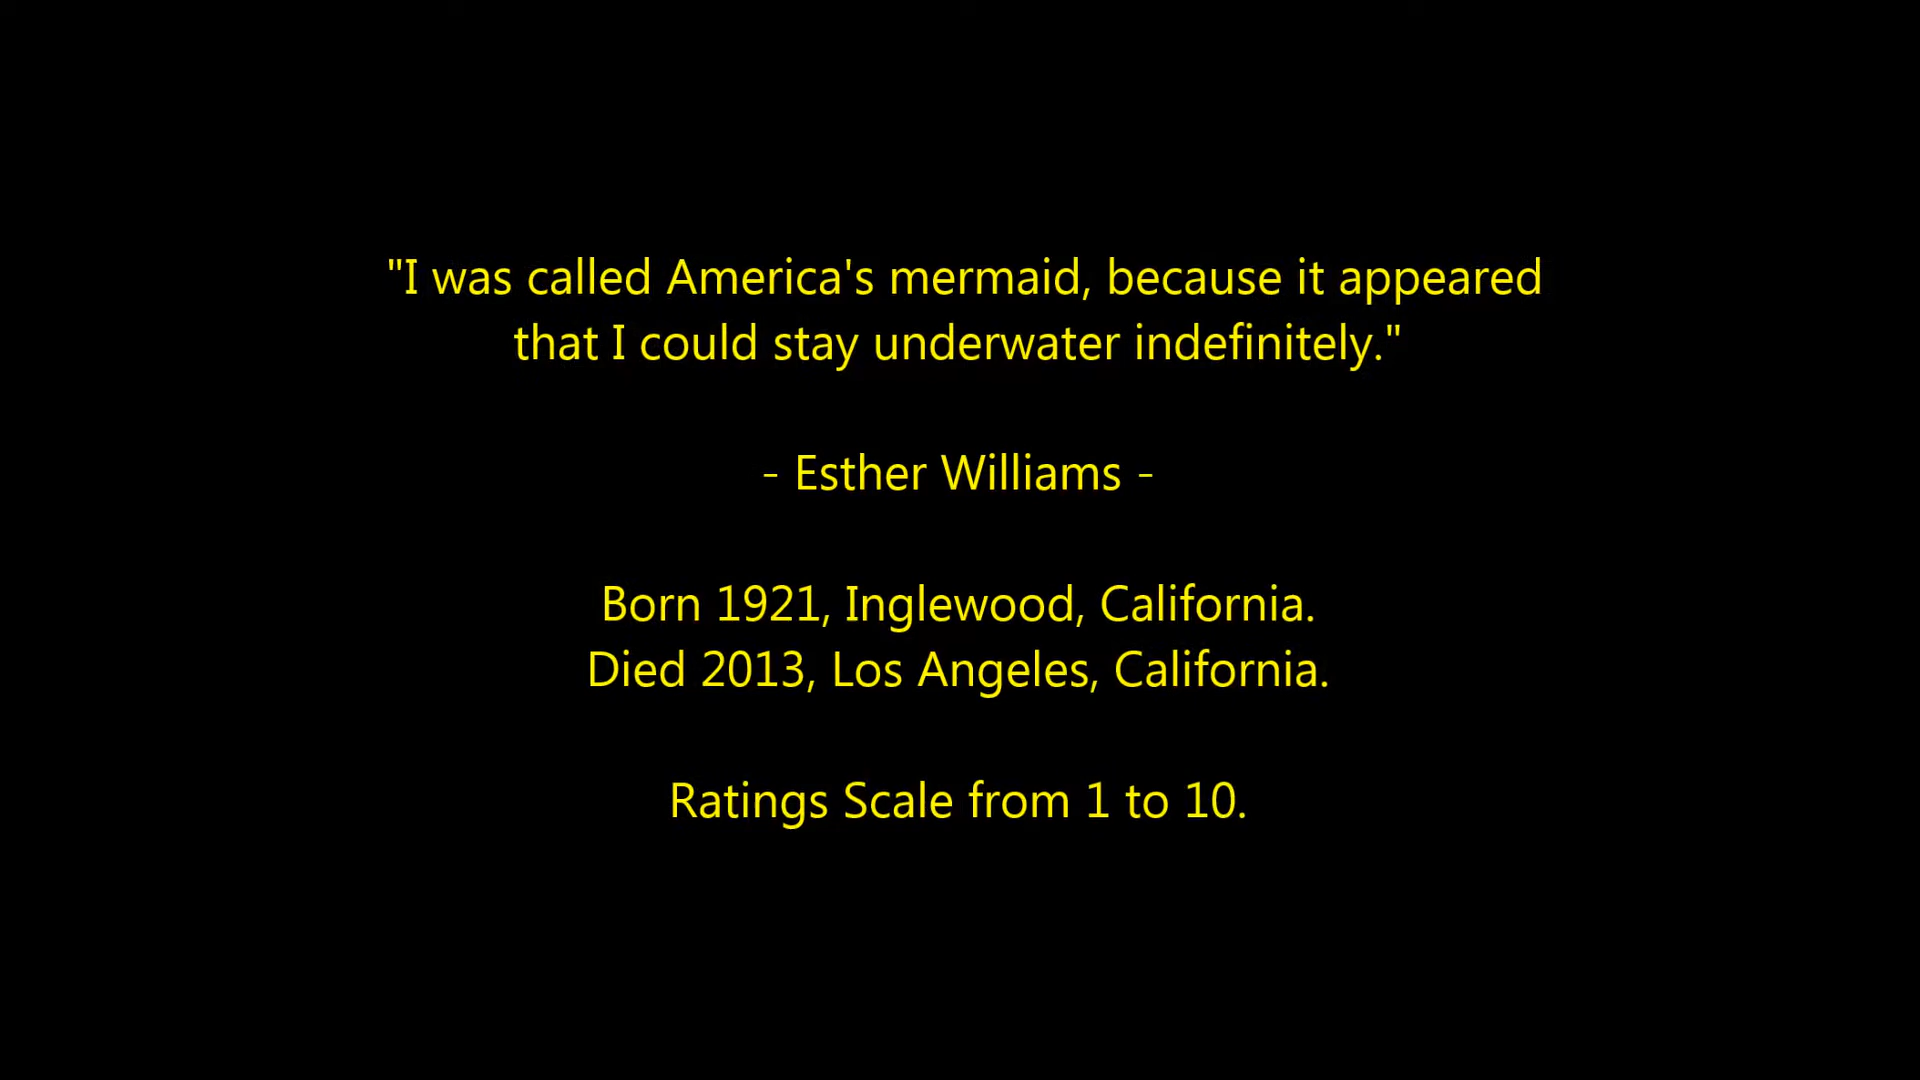 "I was called America's mermaid, because it appeared
that I could stay underwater indefinitely."
- Esther Williams -
Born 1921, Inglewood, California.
Died 2013, Los Angeles, California.
Ratings Scale from 1 to 10.